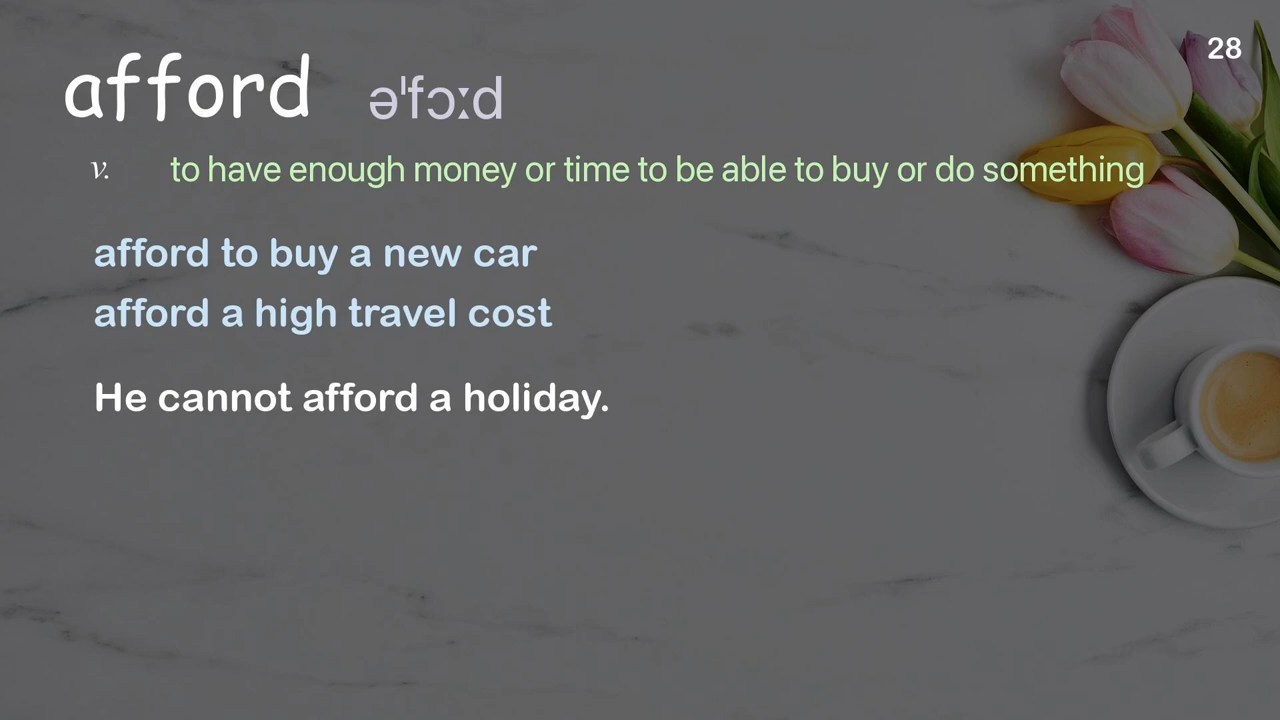 28
afford əˈfɔːd
v. to have enough money or time to be able to buy or do something
afford to buy a new car
afford a high travel cost
He cannot afford a holiday.